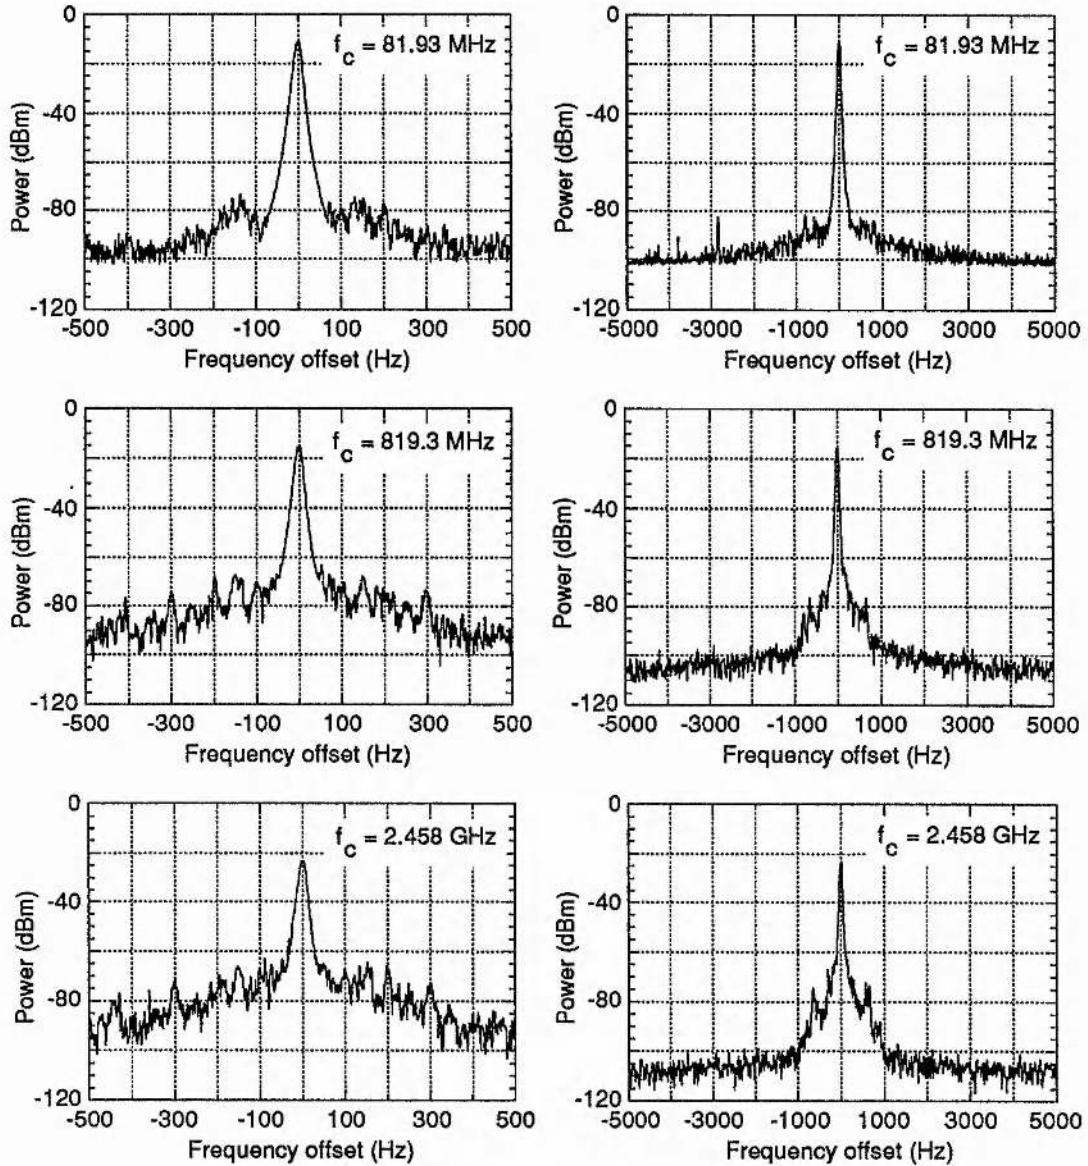 0
-40
-80
-120
Power (dBm)
f_c = 81.93 MHz
-500 -300 -100 100 300 500
Frequency offset (Hz)
0
-40
-80
-120
Power (dBm)
f_c = 81.93 MHz
-5000 -3000 -1000 1000 3000 5000
Frequency offset (Hz)
0
-40
-80
-120
Power (dBm)
f_c = 819.3 MHz
-500 -300 -100 100 300 500
Frequency offset (Hz)
0
-40
-80
-120
Power (dBm)
f_c = 819.3 MHz
-5000 -3000 -1000 1000 3000 5000
Frequency offset (Hz)
0
-40
-80
-120
Power (dBm)
f_c = 2.458 GHz
-500 -300 -100 100 300 500
Frequency offset (Hz)
0
-40
-80
-120
Power (dBm)
f_c = 2.458 GHz
-5000 -3000 -1000 1000 3000 5000
Frequency offset (Hz)